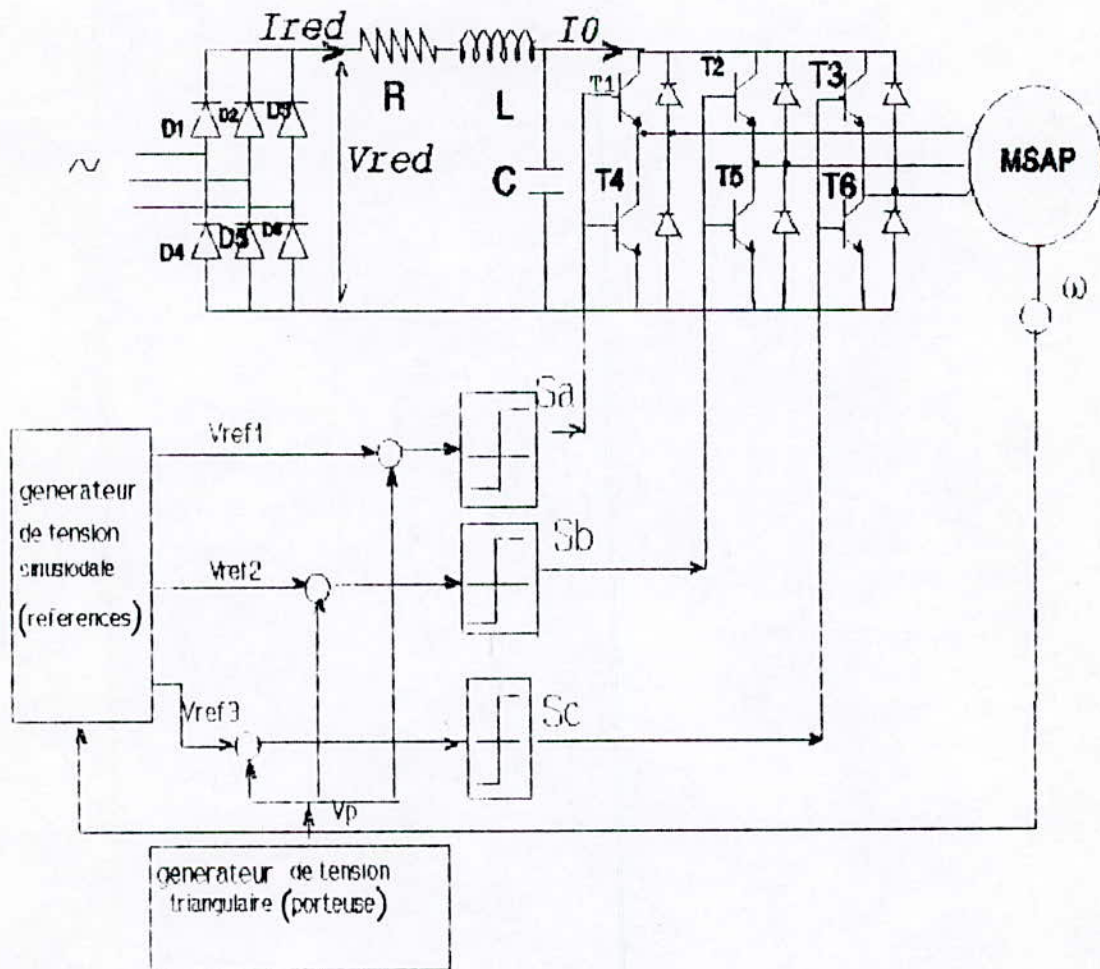 Ired
I0
R
L
Vred
C
D1
D2
D3
D4
D5
D6
T1
T2
T3
T4
T5
T6
MSAP
ω
Sa
Sb
Sc
Vref1
Vref2
Vref3
generateur
de tension
sinusiodale
(references)
Vp
generateur de tension
triangulaire (porteuse)